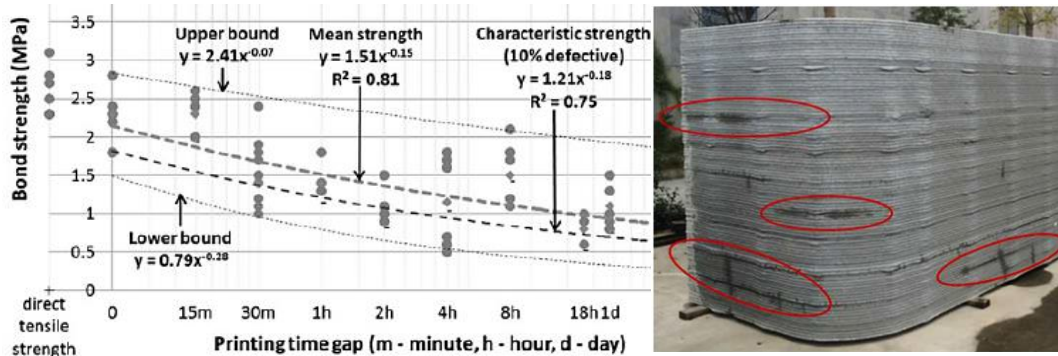 Bond strength (MPa)
3.5
3
2.5
2
1.5
1
0.5
0
Upper bound
y = 2.41x^-0.07
Mean strength
y = 1.51x^-0.15
R² = 0.81
Characteristic strength
(10% defective)
y = 1.21x^-0.18
R² = 0.75
Lower bound
y = 0.79x^-0.28
direct
tensile
strength
0
15m
30m
1h
2h
4h
8h
18h
1d
Printing time gap (m - minute, h - hour, d - day)